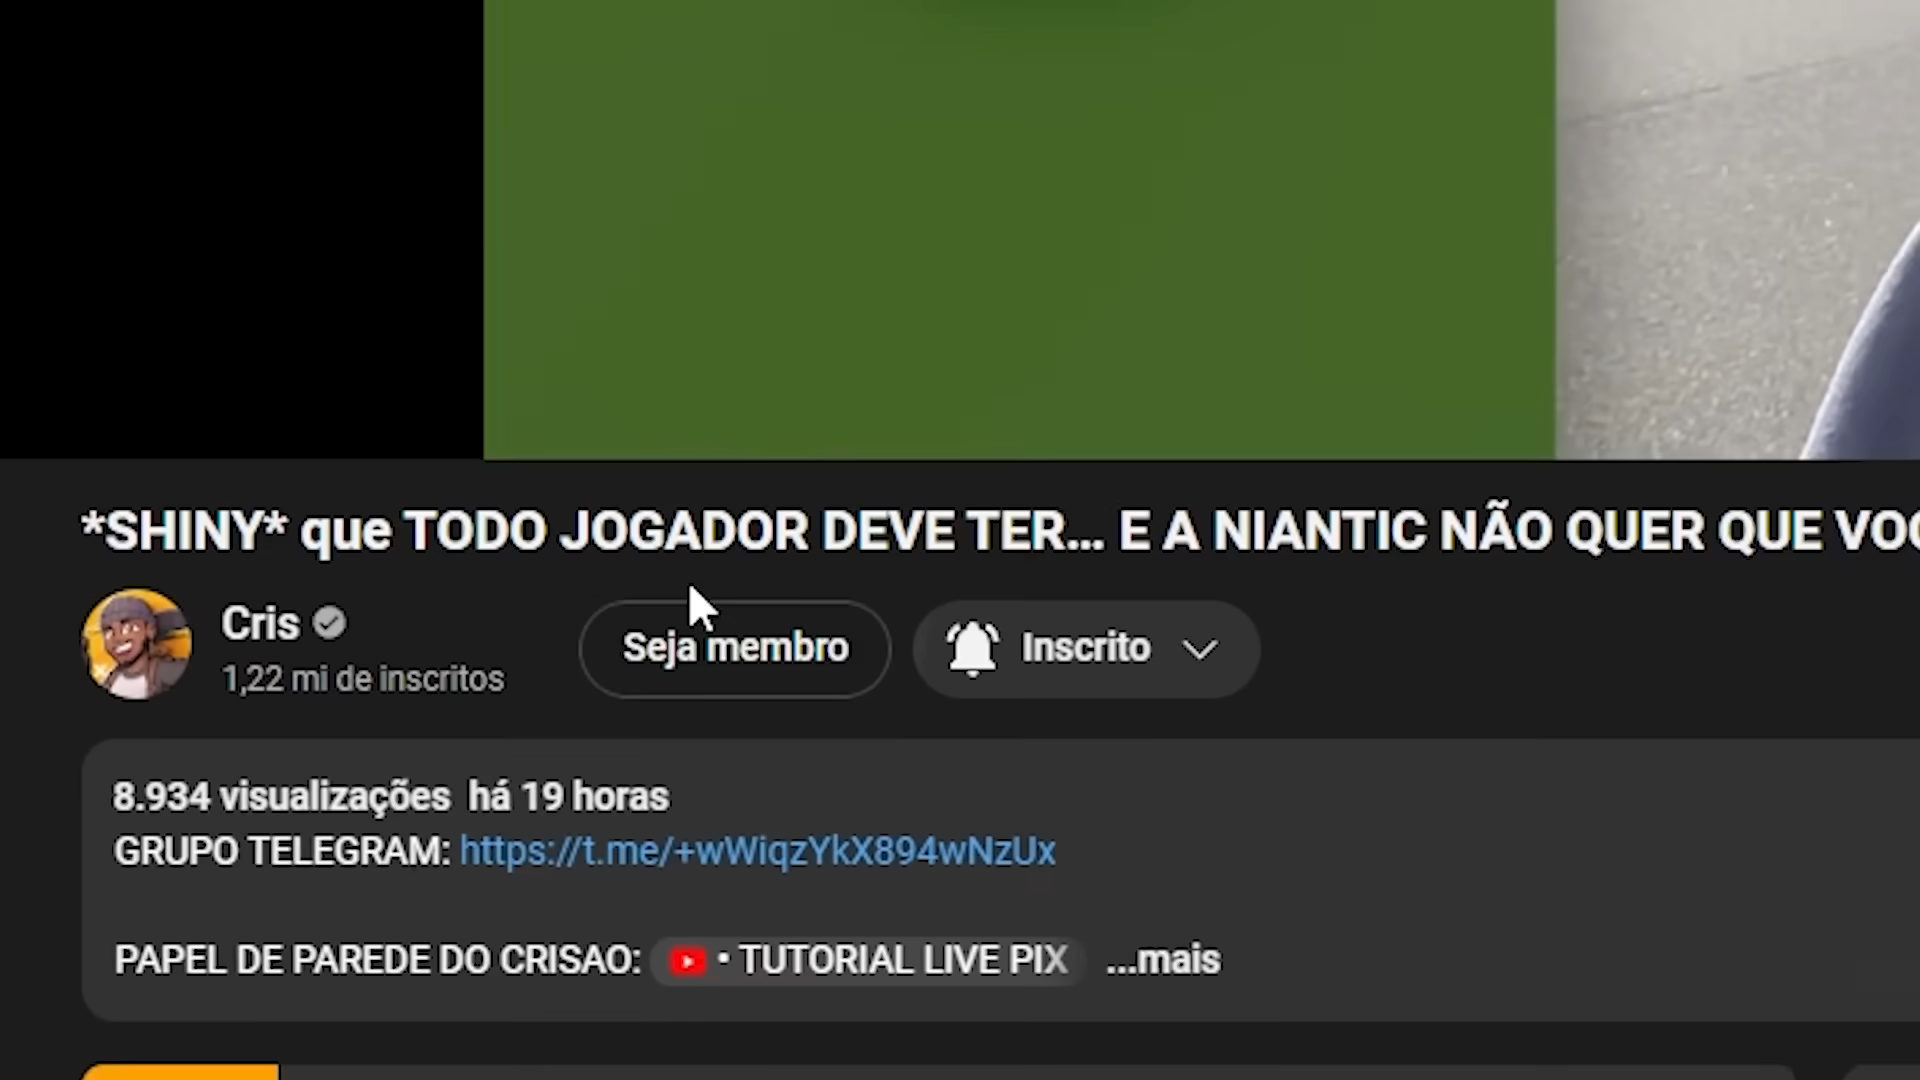 *SHINY* que TODO JOGADOR DEVE TER... E A NIANTIC NÃO QUER QUE
Cris
1,22 mi de inscritos
Seja membro
Inscrito
8.934 visualizações há 19 horas
GRUPO TELEGRAM: https://t.me/+wWiqzYkX894wNzUx
PAPEL DE PAREDE DO CRISAO: • TUTORIAL LIVE PIX ...mais